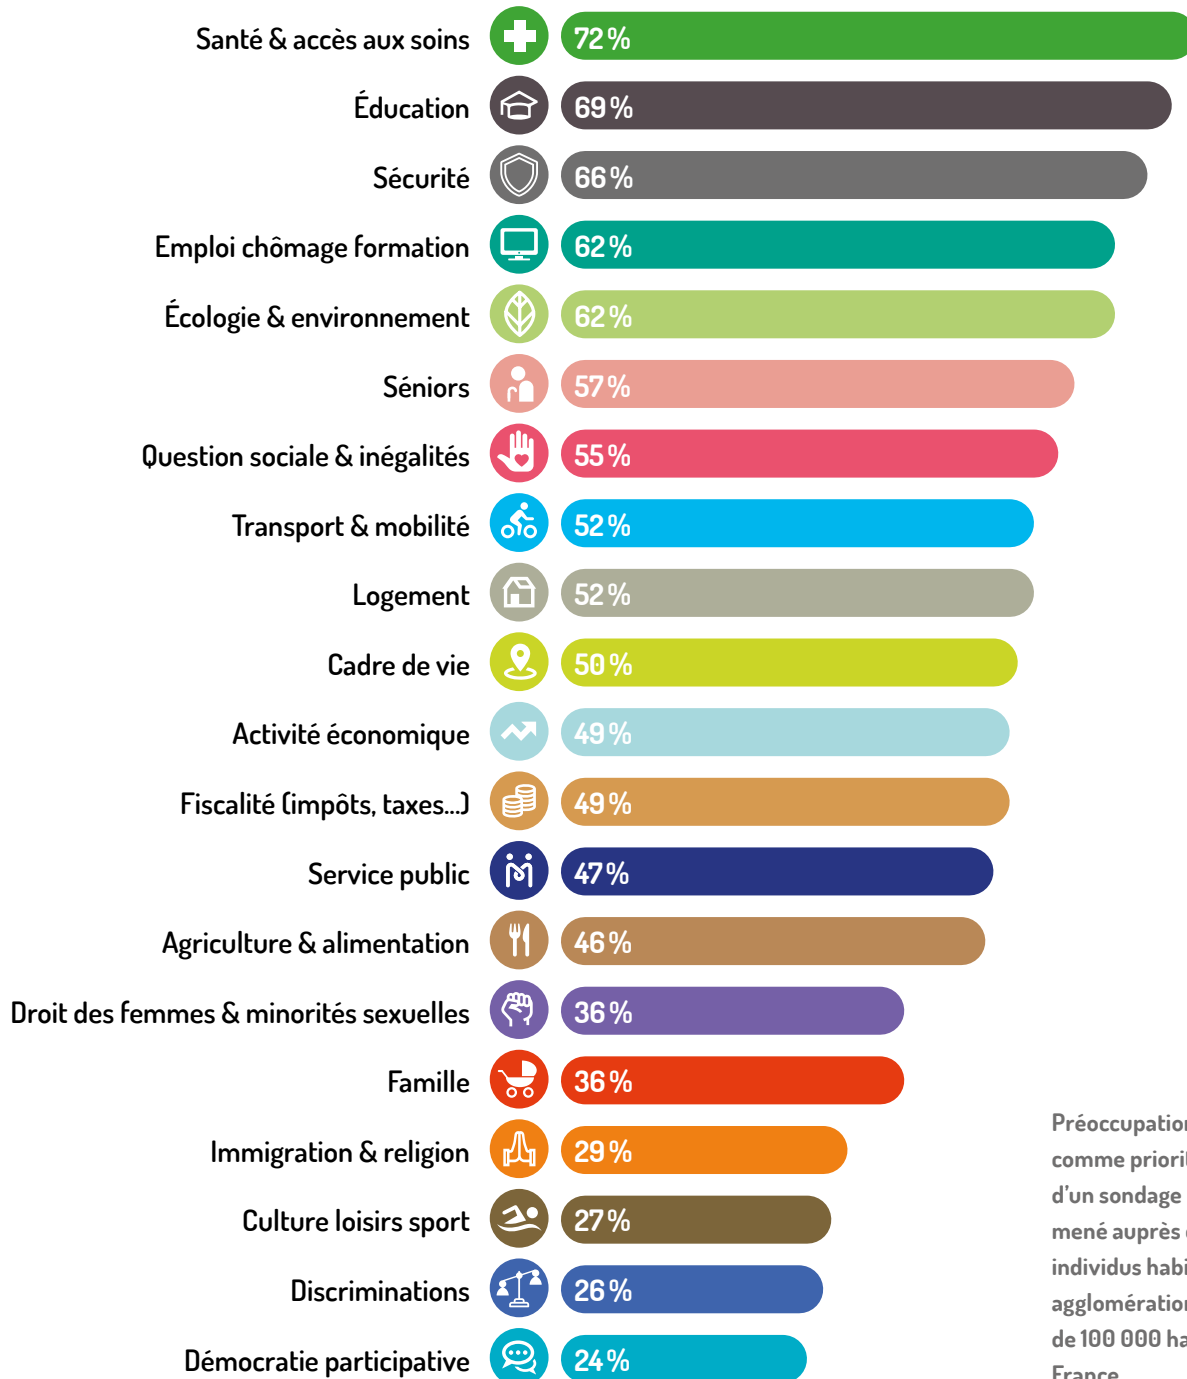 Santé & accès aux soins 72 %
Éducation 69 %
Sécurité 66 %
Emploi chômage formation 62 %
Écologie & environnement 62 %
Séniors 57 %
Question sociale & inégalités 55 %
Transport & mobilité 52 %
Logement 52 %
Cadre de vie 50 %
Activité économique 49 %
Fiscalité (impôts, taxes...) 49 %
Service public 47 %
Agriculture & alimentation 46 %
Droit des femmes & minorités sexuelles 36 %
Famille 36 %
Immigration & religion 29 %
Culture loisirs sport 27 %
Discriminations 26 %
Démocratie participative 24 %
comme
d'un sondage
mené auprès
individus
de 100 000
France